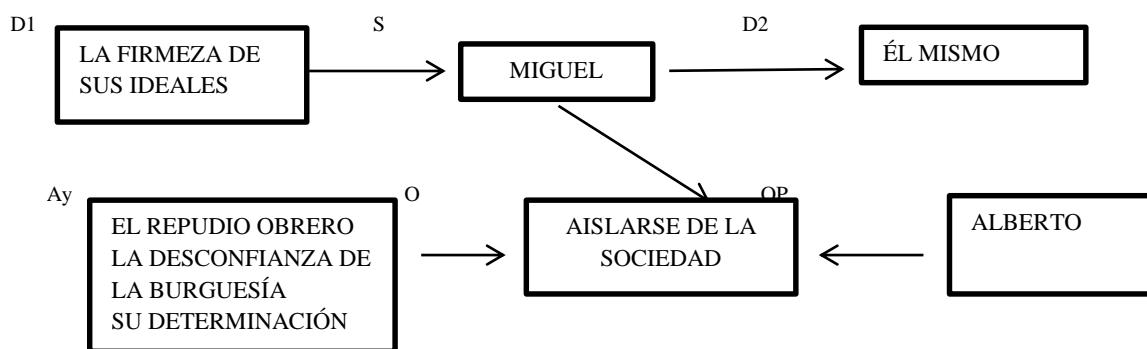 D1
S
D2
LA FIRMEZA DE
SUS IDEALES
MIGUEL
ÉL MISMO
Ay
O
OP
EL REPUDIO OBRERO
LA DESCONFIANZA DE
LA BURGUESÍA
SU DETERMINACIÓN
AISLARSE DE LA
SOCIEDAD
ALBERTO